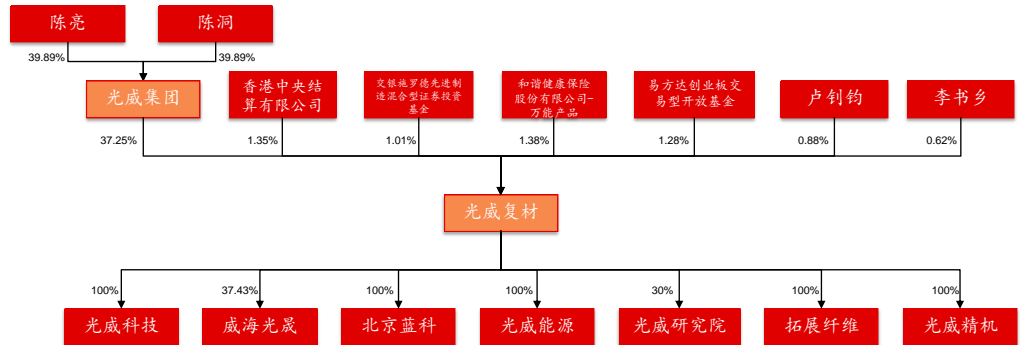 陈亮
陈洞
39.89%
39.89%
光威集团
香港中央结
算有限公司
交银施罗德先进制
造混合型证券投资
基金
和谐健康保险
股份有限公司-
万能产品
易方达创业板交
易型开放基金
卢钊钧
李书乡
37.25%
1.35%
1.01%
1.38%
1.28%
0.88%
0.62%
光威复材
100%
37.43%
100%
100%
30%
100%
100%
光威科技
威海光晟
北京蓝科
光威能源
光威研究院
拓展纤维
光威精机